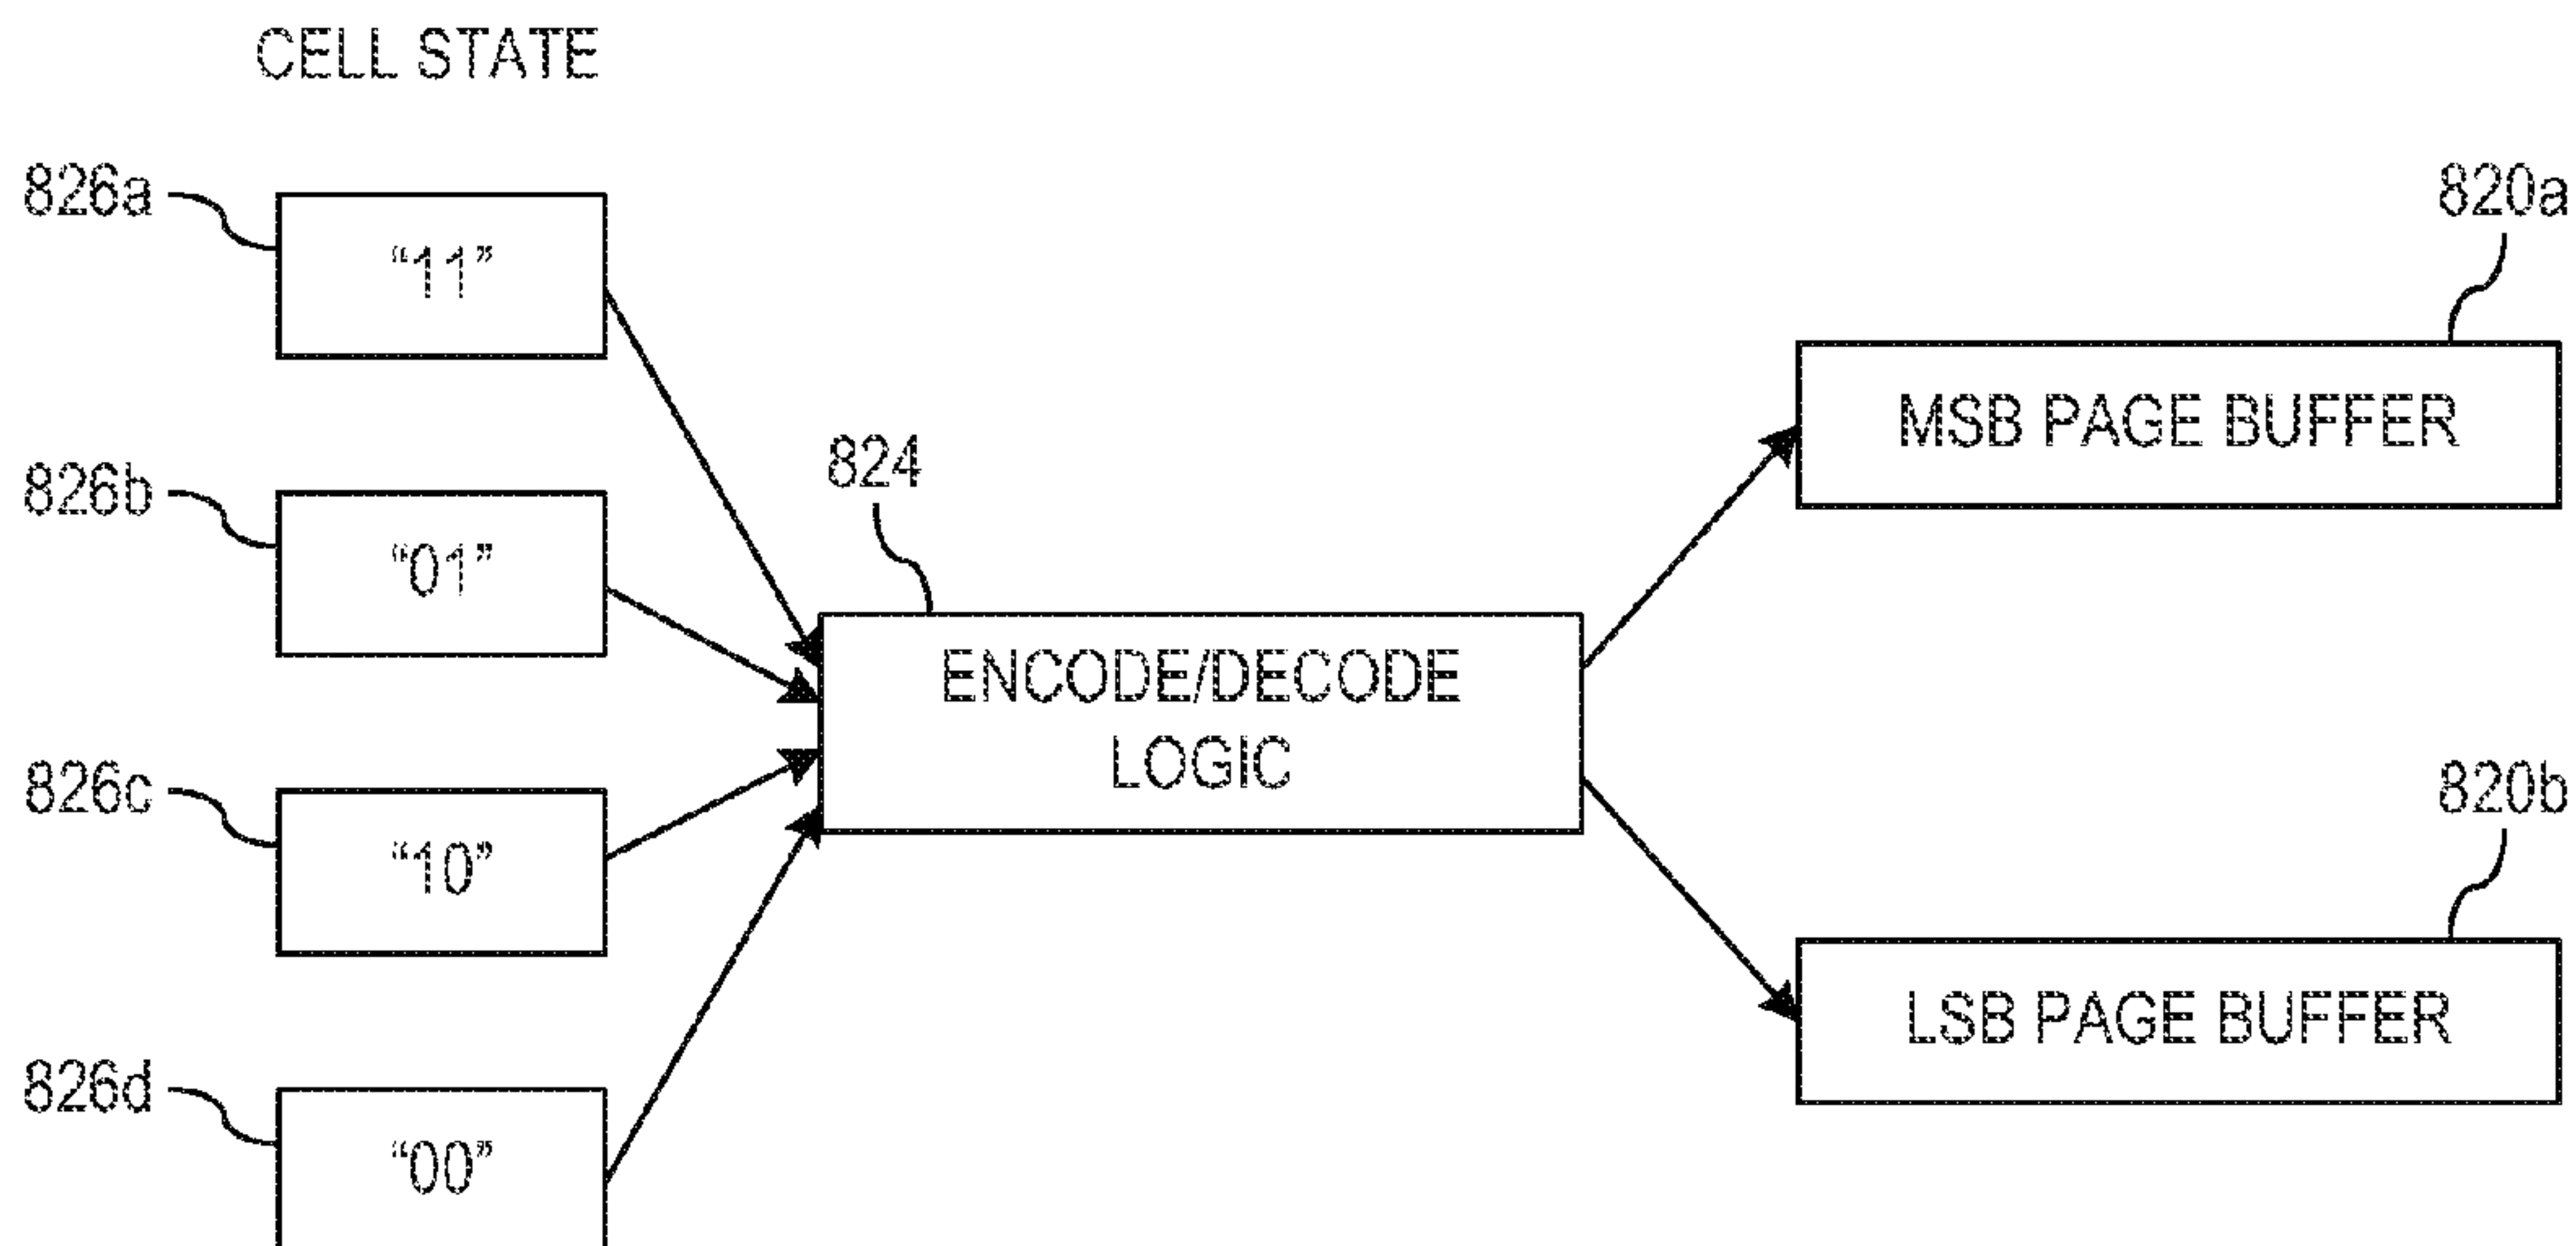 CELL STATE
826a
"11"
820a
MSB PAGE BUFFER
826b
"01"
824
ENCODE/DECODE
LOGIC
826c
"10"
820b
LSB PAGE BUFFER
826d
"00"